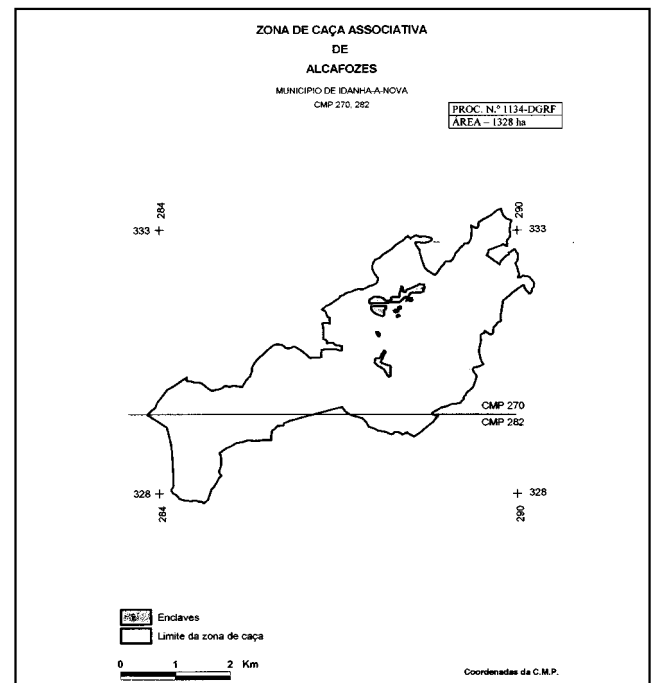 ZONA DE CAÇA ASSOCIATIVA
DE
ALCAFOZES
MUNICIPIO DE IDANHA-A-NOVA
CMP 270, 282
PROC. N.º 1134-DGRF
ÁREA – 1328 ha
284
290
333
333
CMP 270
CMP 282
328
328
284
290
Enclaves
Limite da zona de caça
0 1 2 Km
Coordenadas da C.M.P.